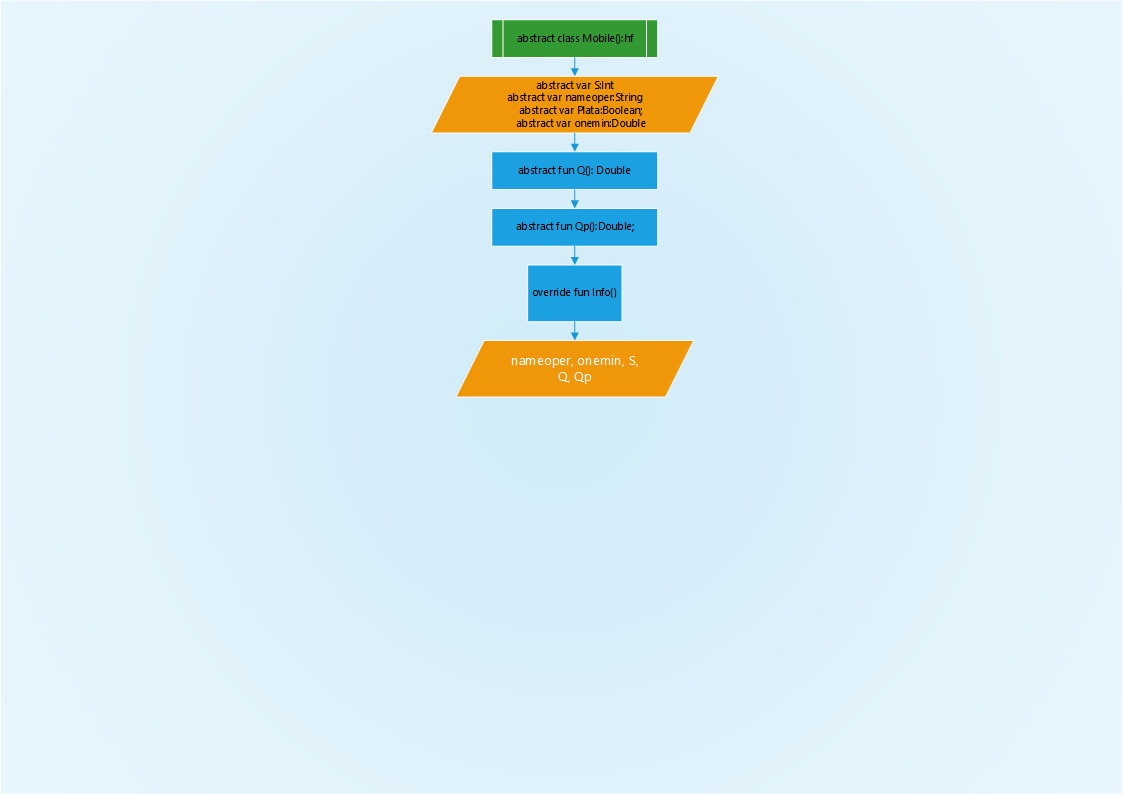 abstract class Mobile():hf
abstract var S:Int
abstract var nameoper:String
abstract var Plata:Boolean;
abstract var onemin:Double
abstract fun Q(): Double
abstract fun Qp():Double;
override fun Info()
nameoper, onemin, S,
Q, Qp